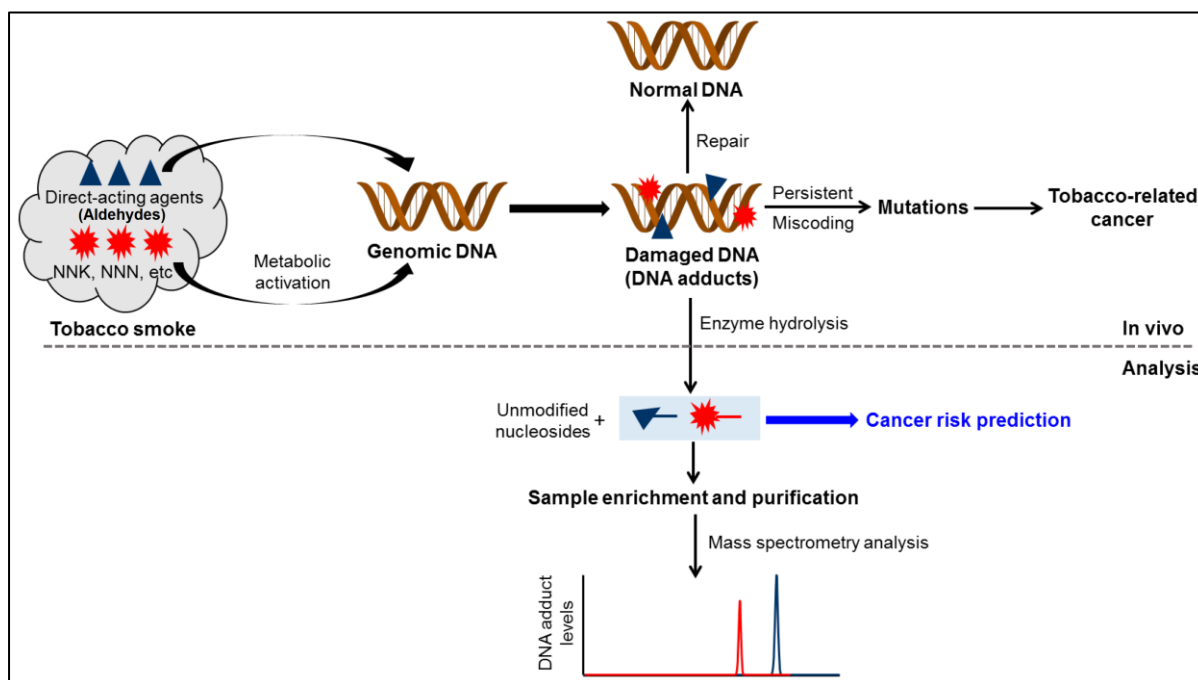 Normal DNA
Repair
Direct-acting agents
(Aldehydes)
NNK, NNN, etc
Tobacco smoke
Metabolic
activation
Genomic DNA
Damaged DNA
(DNA adducts)
Persistent
Miscoding
Mutations
Tobacco-related
cancer
Enzyme hydrolysis
In vivo
Analysis
Unmodified
nucleosides +
Cancer risk prediction
Sample enrichment and purification
Mass spectrometry analysis
DNA adduct
levels